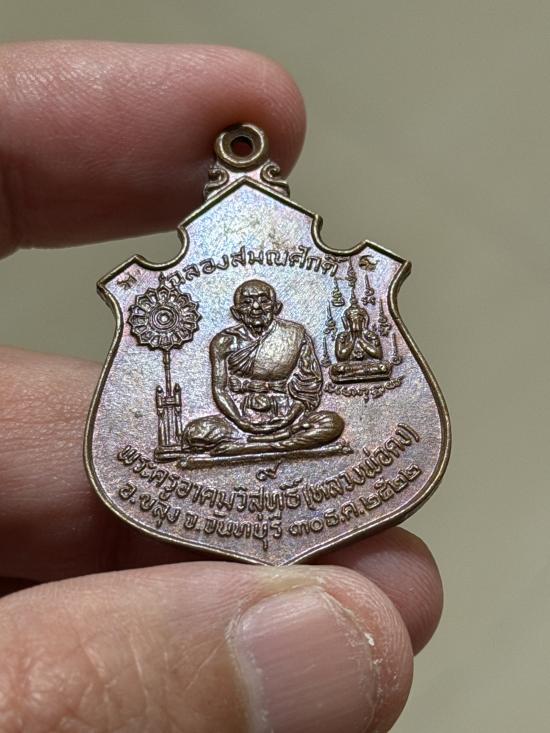 ฉลองสมณศักดิ์
๙
พระครูอาคมวิสุทธิ์ (หลวงพ่อคง)
อ.ขลุง จ.จันทบุรี ๓๐ ธ.ค. ๒๕๒๒